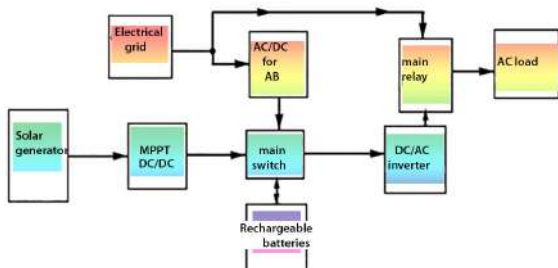 Electrical
grid
AC/DC
for
AB
main
relay
AC load
Solar
generator
MPPT
DC/DC
main
switch
DC/AC
inverter
Rechargeable
batteries